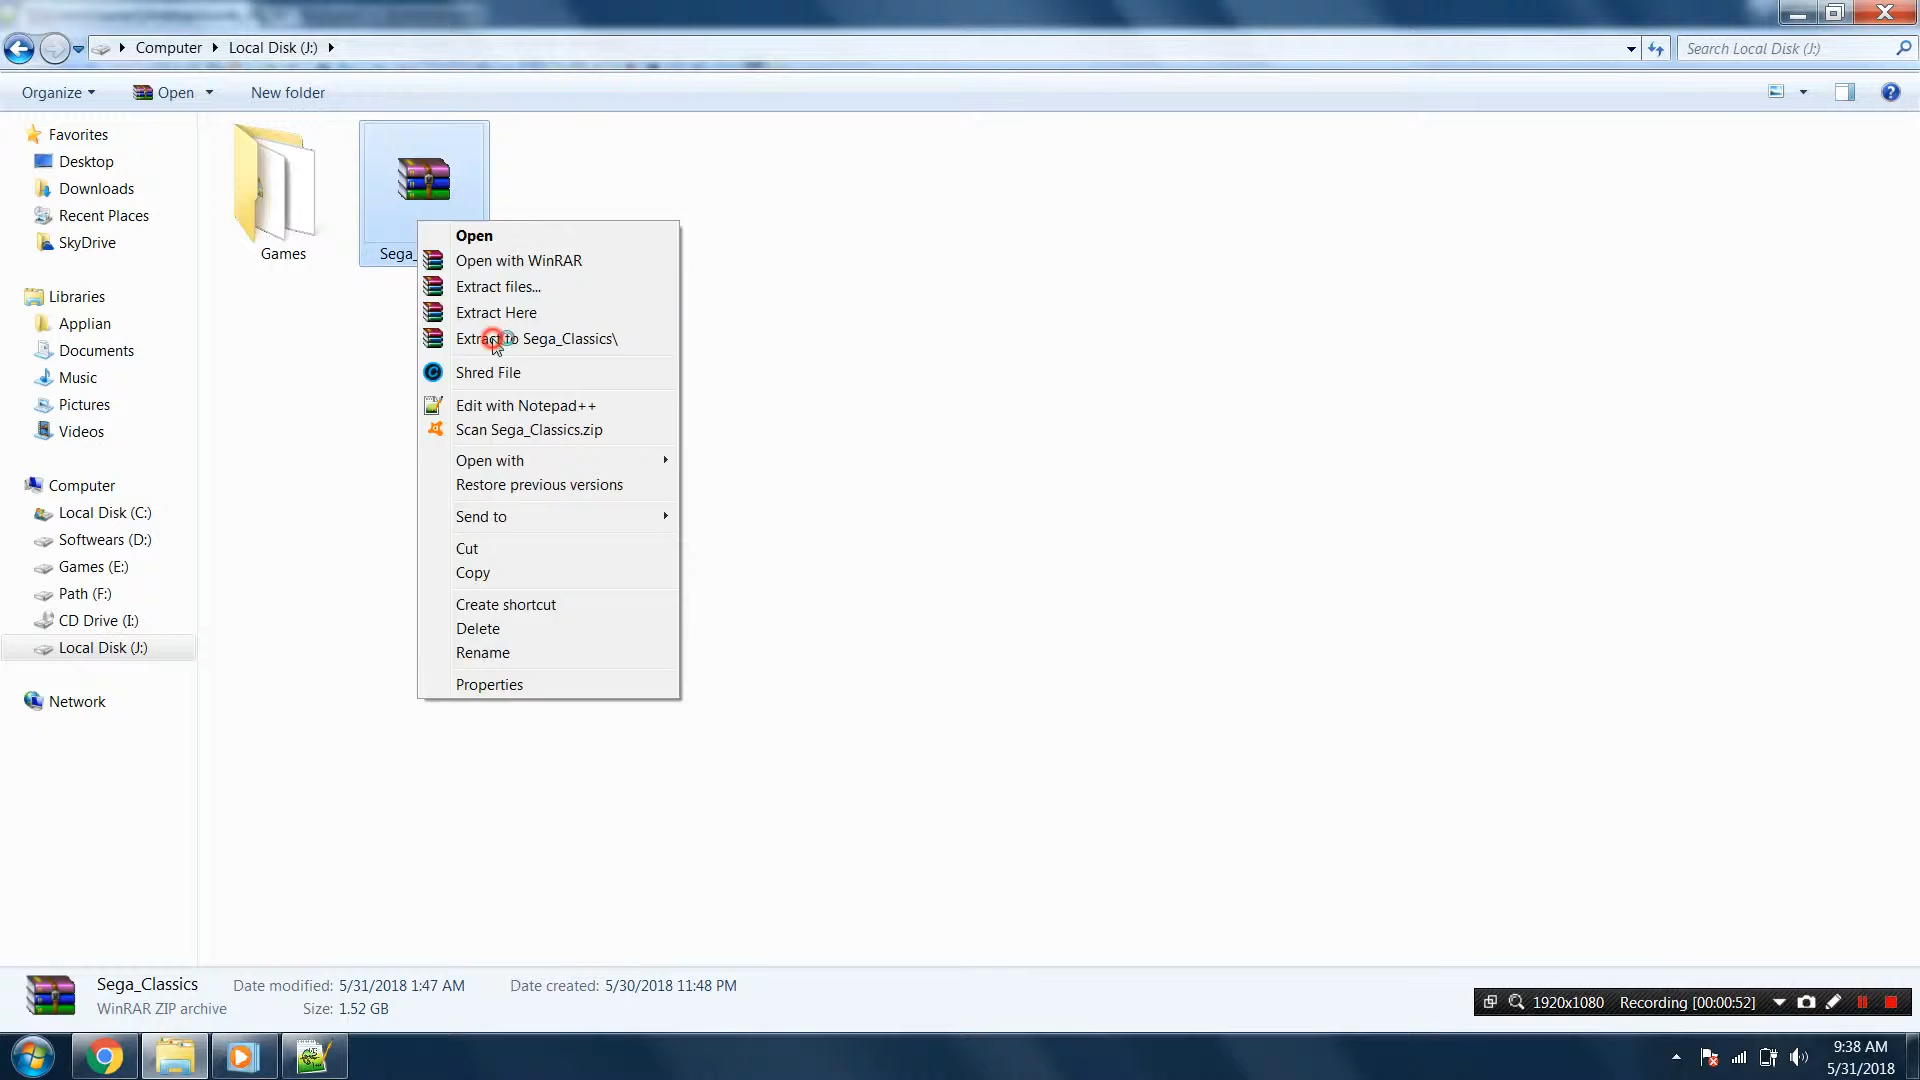 Computer
Local Disk (J:)
Search Local Disk (J:)
Organize
Open
New folder
Favorites
Desktop
Downloads
Recent Places
SkyDrive
Libraries
Applian
Documents
Music
Pictures
Videos
Computer
Local Disk (C:)
Softwears (D:)
Games (E:)
Path (F:)
CD Drive (I:)
Local Disk (J:)
Network
Games
Sega_
Open
Open with WinRAR
Extract files...
Extract Here
Extract to Sega_Classics\
Shred File
Edit with Notepad++
Scan Sega_Classics.zip
Open with
Restore previous versions
Send to
Cut
Copy
Create shortcut
Delete
Rename
Properties
Sega_Classics Date modified: 5/31/2018 1:47 AM Date created: 5/30/2018 11:48 PM
WinRAR ZIP archive Size: 1.52 GB
1920x1080 Recording [00:00:52]
9:38 AM
5/31/2018